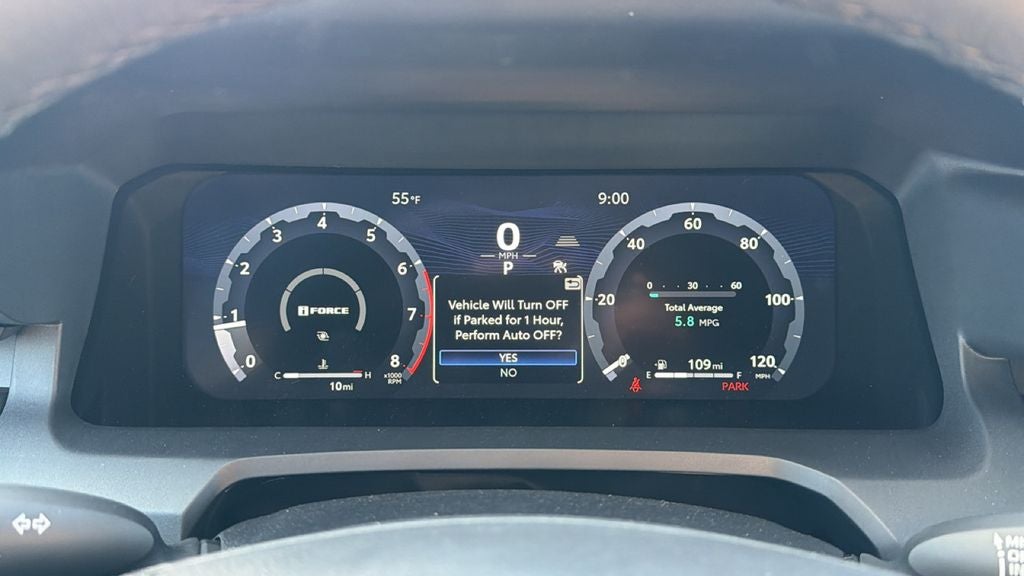 55°F
9:00
0
MPH
P
0 1 2 3 4 5 6 7 8
x1000 RPM
i FORCE
C H
10 mi
Vehicle Will Turn OFF
if Parked for 1 Hour,
Perform Auto OFF?
YES
NO
0 20 40 60 80 100 120
MPH
0 30 60
Total Average
5.8 MPG
109 mi
E F
PARK